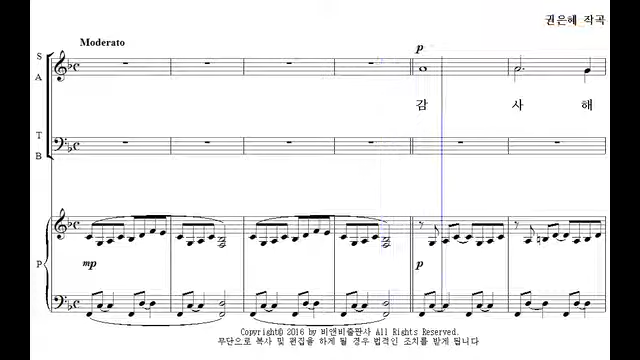 권은혜 작곡
Moderato
p
S
A
감 사 해
T
B
P
mp
p
Copyright© 2016 by 비앤비출판사 All Rights Reserved.
무단으로 복사 및 편집을 하게 될 경우 법적인 조치를 받게 됩니다